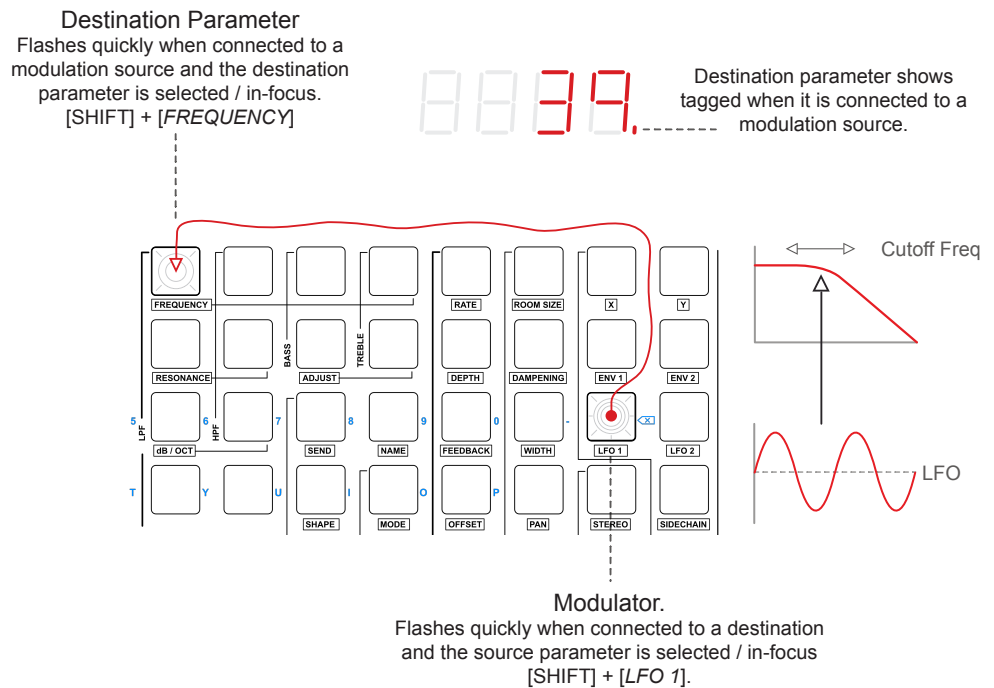 Destination Parameter
Flashes quickly when connected to a
modulation source and the destination
parameter is selected / in-focus.
[SHIFT] + [FREQUENCY]
39.
Destination parameter shows
tagged when it is connected to a
modulation source.
Cutoff Freq
FREQUENCY
RATE
ROOM SIZE
X
Y
BASS
TREBLE
RESONANCE
ADJUST
DEPTH
DAMPENING
ENV 1
ENV 2
5
LPF
6
HPF
7
8
9
0
-
X
dB / OCT
SEND
NAME
FEEDBACK
WIDTH
LFO 1
LFO 2
LFO
T
Y
U
I
O
P
SHAPE
MODE
OFFSET
PAN
STEREO
SIDECHAIN
Modulator.
Flashes quickly when connected to a destination
and the source parameter is selected / in-focus
[SHIFT] + [LFO 1].